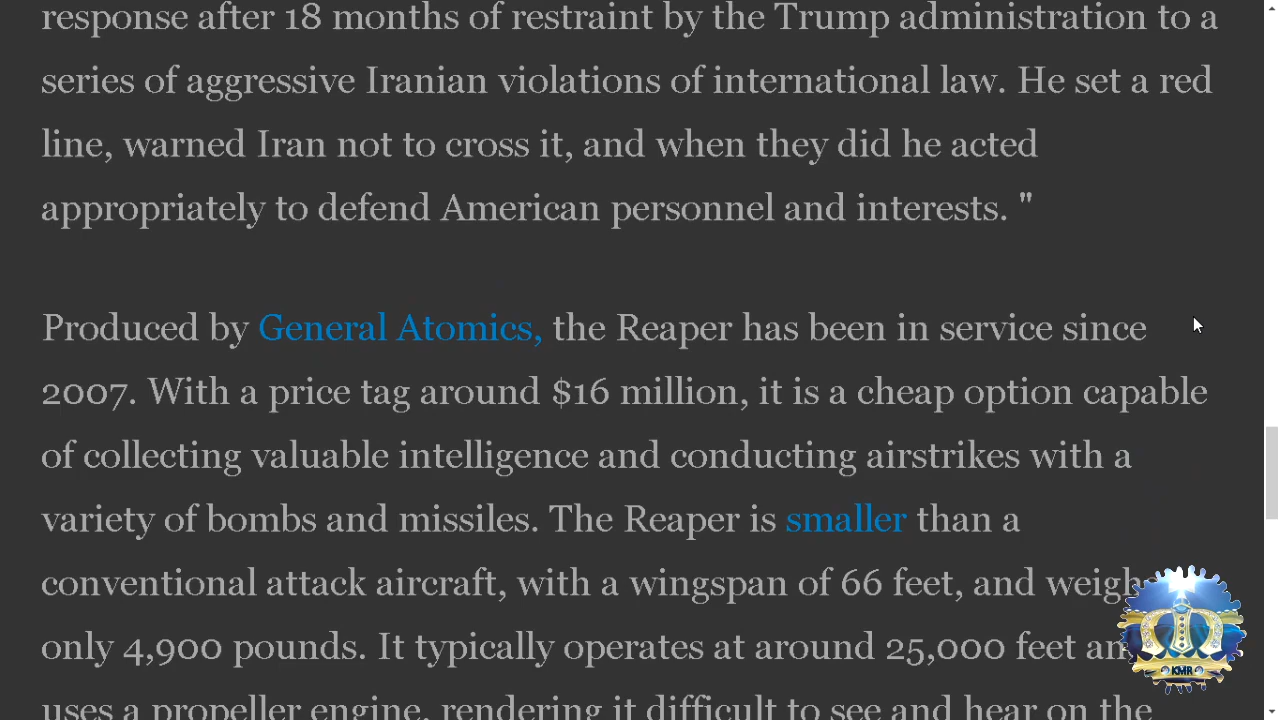 response after 18 months of restraint by the Trump administration to a
series of aggressive Iranian violations of international law. He set a red
line, warned Iran not to cross it, and when they did he acted
appropriately to defend American personnel and interests. "
Produced by General Atomics, the Reaper has been in service since
2007. With a price tag around $16 million, it is a cheap option capable
of collecting valuable intelligence and conducting airstrikes with a
variety of bombs and missiles. The Reaper is smaller than a
conventional attack aircraft, with a wingspan of 66 feet, and weighs
only 4,900 pounds. It typically operates at around 25,000 feet and
uses a propeller engine, rendering it difficult to see and hear on the
KMR